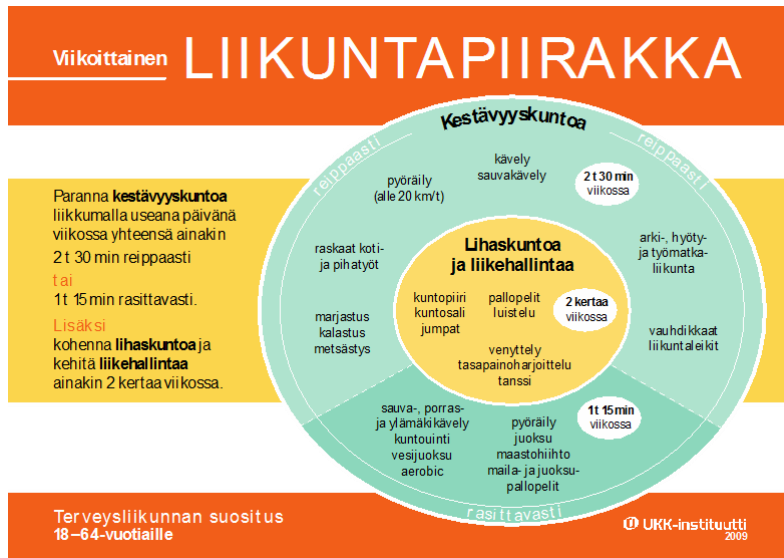 Viikoittainen LIIKUNTAPIIRAKKA
Paranna kestävyyskuntoa
liikkumalla useana päivänä
viikossa yhteensä ainakin
2 t 30 min reippaasti
tai
1 t 15 min rasittavasti.
Lisäksi
kohenna lihaskuntoa ja
kehitä liikehallintaa
ainakin 2 kertaa viikossa.
Kestävyyskuntoa
reippaasti
reippaasti
kävely
sauvakävely
2 t 30 min
viikossa
pyöräily
(alle 20 km/t)
raskaat koti-
ja pihatyöt
arki-, hyöty-
ja työmatka-
liikunta
marjastus
kalastus
metsästys
vauhdikkaat
liikuntaleikit
Lihaskuntoa
ja liikehallintaa
kuntopiiri
kuntosali
jumpat
pallopelit
luistelu
2 kertaa
viikossa
venyttely
tasapainoharjoittelu
tanssi
sauva-, porras-
ja ylämäkikävely
kuntouinti
vesijuoksu
aerobic
pyöräily
juoksu
maastohiihto
maila- ja juoksu-
pallopelit
1 t 15 min
viikossa
rasittavasti
Terveysliikunnan suositus
18–64-vuotiaille
UKK-instituutti
2009